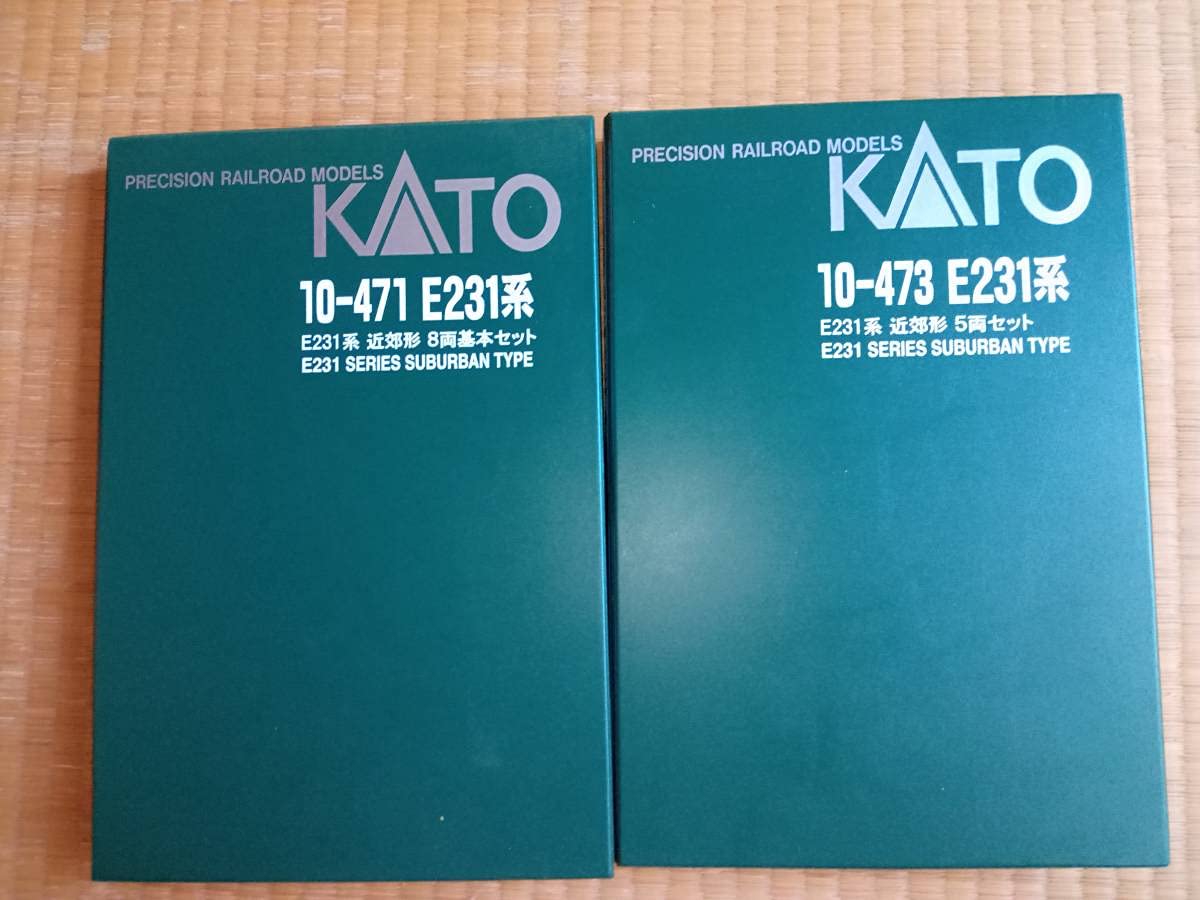 PRECISION RAILROAD MODELS
KATO
10-471 E231系
E231系 近郊形 8両基本セット
E231 SERIES SUBURBAN TYPE
PRECISION RAILROAD MODELS
KATO
10-473 E231系
E231系 近郊形 5両セット
E231 SERIES SUBURBAN TYPE